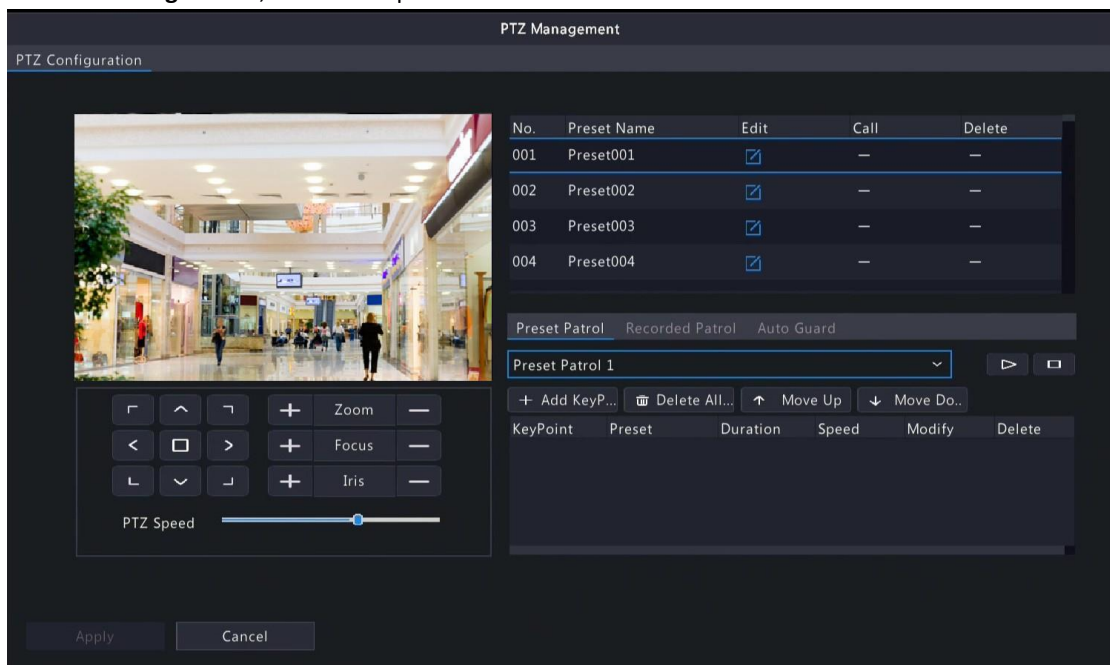 PTZ Management
PTZ Configuration
No. Preset Name Edit Call Delete
001 Preset001 — —
002 Preset002 — —
003 Preset003 — —
004 Preset004 — —
Preset Patrol Recorded Patrol Auto Guard
Preset Patrol 1
+ Add KeyP... Delete All... ↑ Move Up ↓ Move Do..
KeyPoint Preset Duration Speed Modify Delete
+ Zoom —
+ Focus —
+ Iris —
PTZ Speed
Apply Cancel